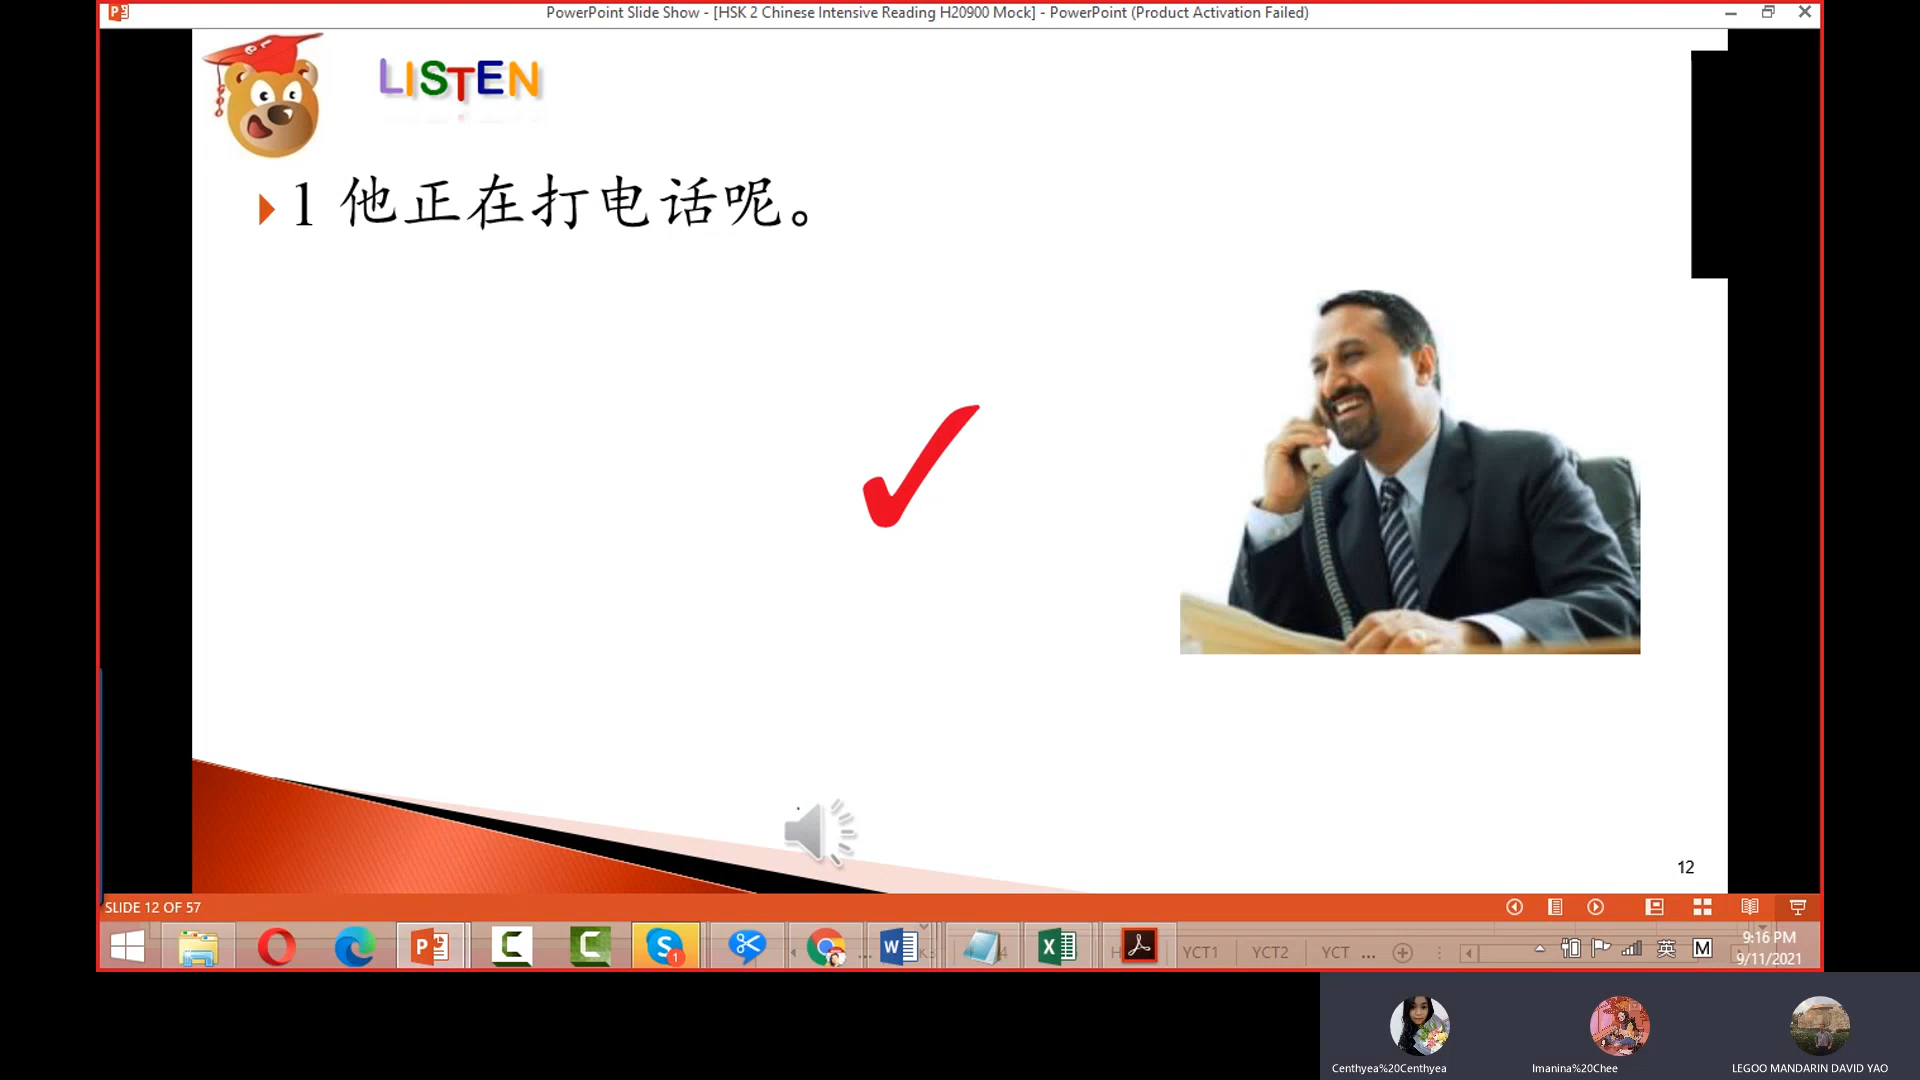 PowerPoint Slide Show - [HSK 2 Chinese Intensive Reading H20900 Mock] - PowerPoint (Product Activation Failed)
LISTEN
1 他正在打电话呢。
12
SLIDE 12 OF 57
YCT1 YCT2 YCT ...
英 M
9:16 PM
9/11/2021
Centhyea%20Centhyea
Imanina%20Chee
LEGOO MANDARIN DAVID YAO